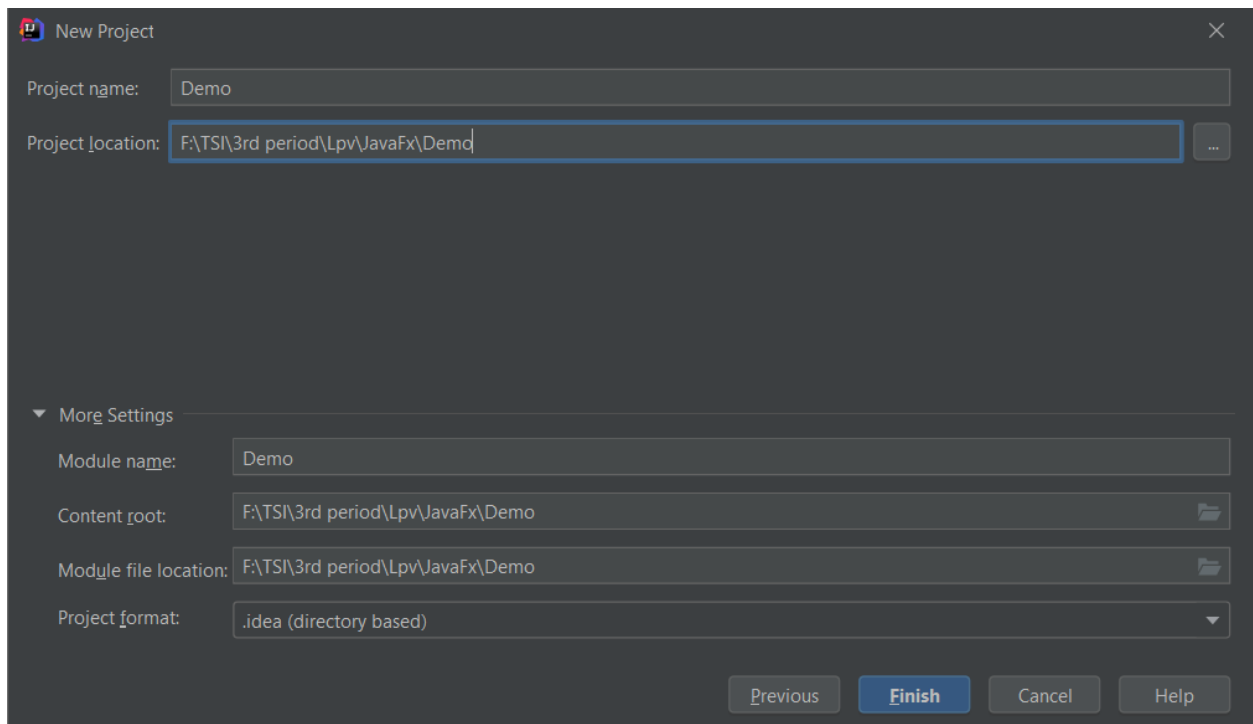 New Project
Project name: Demo
Project location: F:\TSI\3rd period\Lpv\JavaFx\Demo ...
More Settings
Module name: Demo
Content root: F:\TSI\3rd period\Lpv\JavaFx\Demo
Module file location: F:\TSI\3rd period\Lpv\JavaFx\Demo
Project format: .idea (directory based)
Previous Finish Cancel Help